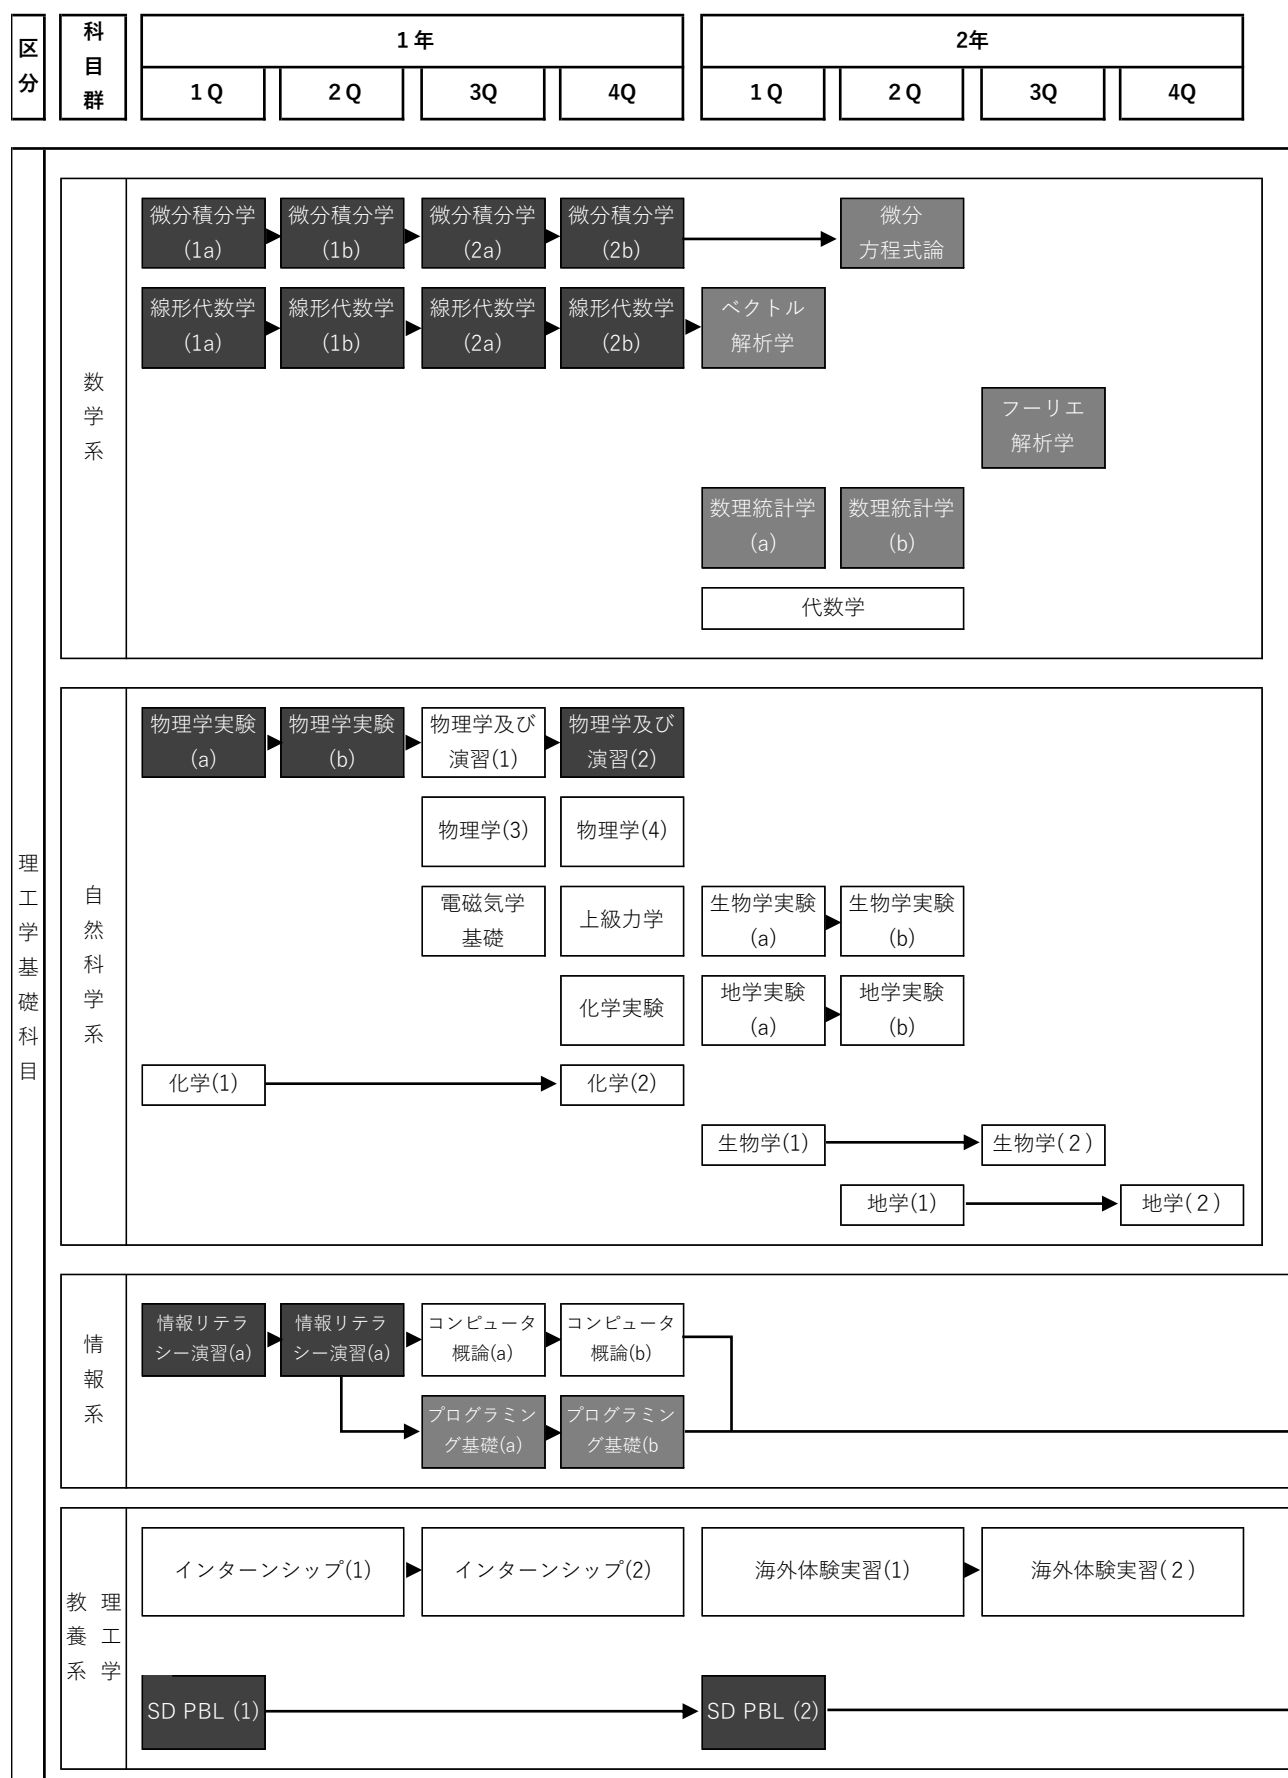 区
分
科
目
群
1 年
2年
1 Q
2 Q
3Q
4Q
1 Q
2 Q
3Q
4Q
理
工
学
基
礎
科
目
数
学
系
微分積分学
(1a)
微分積分学
(1b)
微分積分学
(2a)
微分積分学
(2b)
微分
方程式論
線形代数学
(1a)
線形代数学
(1b)
線形代数学
(2a)
線形代数学
(2b)
ベクトル
解析学
フーリエ
解析学
数理統計学
(a)
数理統計学
(b)
代数学
自
然
科
学
系
物理学実験
(a)
物理学実験
(b)
物理学及び
演習(1)
物理学及び
演習(2)
物理学(3)
物理学(4)
電磁気学
基礎
上級力学
生物学実験
(a)
生物学実験
(b)
化学実験
地学実験
(a)
地学実験
(b)
化学(1)
化学(2)
生物学(1)
生物学(２)
地学(1)
地学(２)
情
報
系
情報リテラ
シー演習(a)
情報リテラ
シー演習(a)
コンピュータ
概論(a)
コンピュータ
概論(b)
プログラミン
グ基礎(a)
プログラミン
グ基礎(b
教 理
養 工
系 学
インターンシップ(1)
インターンシップ(2)
海外体験実習(1)
海外体験実習(２)
SD PBL (1)
SD PBL (2)